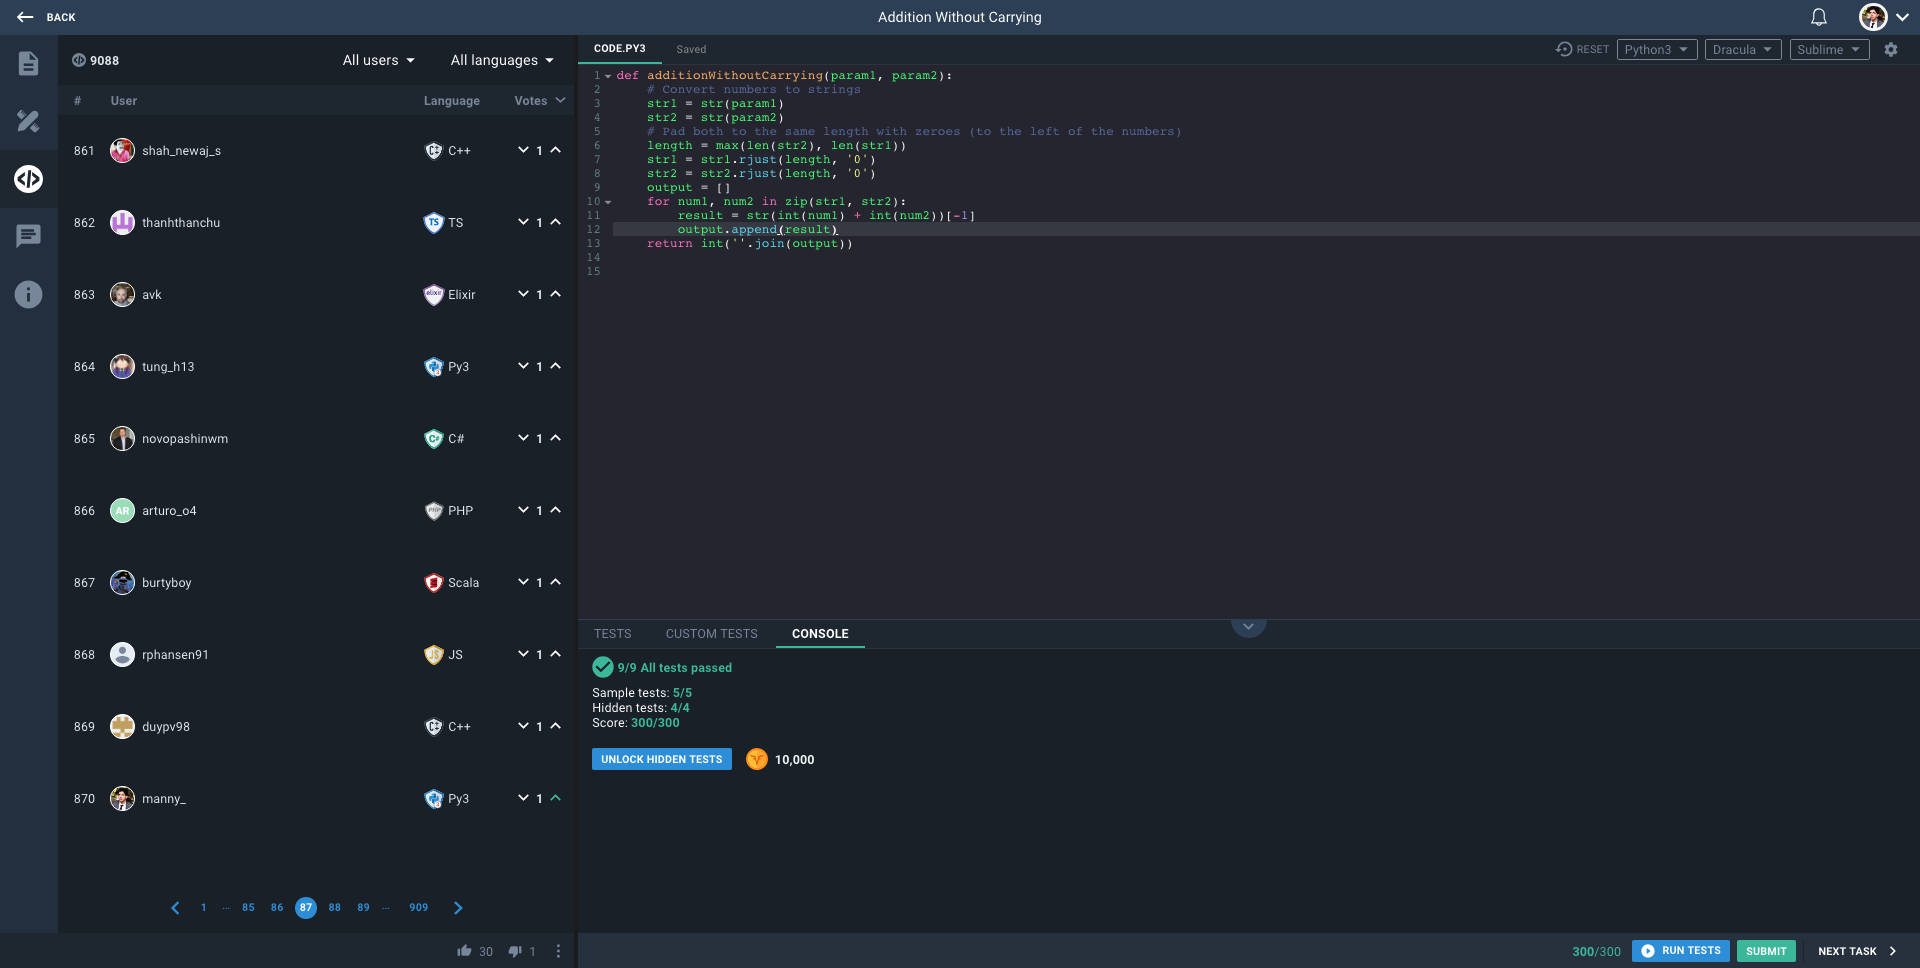 BACK
Addition Without Carrying
9088
All users
All languages
# User Language Votes
861 shah_newaj_s C++ 1
862 thanhthanchu TS TS 1
863 avk elixir Elixir 1
864 tung_h13 Py3 1
865 novopashinwm C# C# 1
866 AR arturo_o4 PHP PHP 1
867 burtyboy Scala 1
868 rphansen91 JS JS 1
869 duypv98 C++ 1
870 manny_ Py3 1
1 ... 85 86 87 88 89 ... 909
30 1
CODE.PY3 Saved
RESET Python3 Dracula Sublime
1 def additionWithoutCarrying(param1, param2):
2 # Convert numbers to strings
3 str1 = str(param1)
4 str2 = str(param2)
5 # Pad both to the same length with zeroes (to the left of the numbers)
6 length = max(len(str2), len(str1))
7 str1 = str1.rjust(length, '0')
8 str2 = str2.rjust(length, '0')
9 output = []
10 for num1, num2 in zip(str1, str2):
11 result = str(int(num1) + int(num2))[-1]
12 output.append(result)
13 return int(''.join(output))
14
15
TESTS CUSTOM TESTS CONSOLE
9/9 All tests passed
Sample tests: 5/5
Hidden tests: 4/4
Score: 300/300
UNLOCK HIDDEN TESTS 10,000
300/300 RUN TESTS SUBMIT NEXT TASK